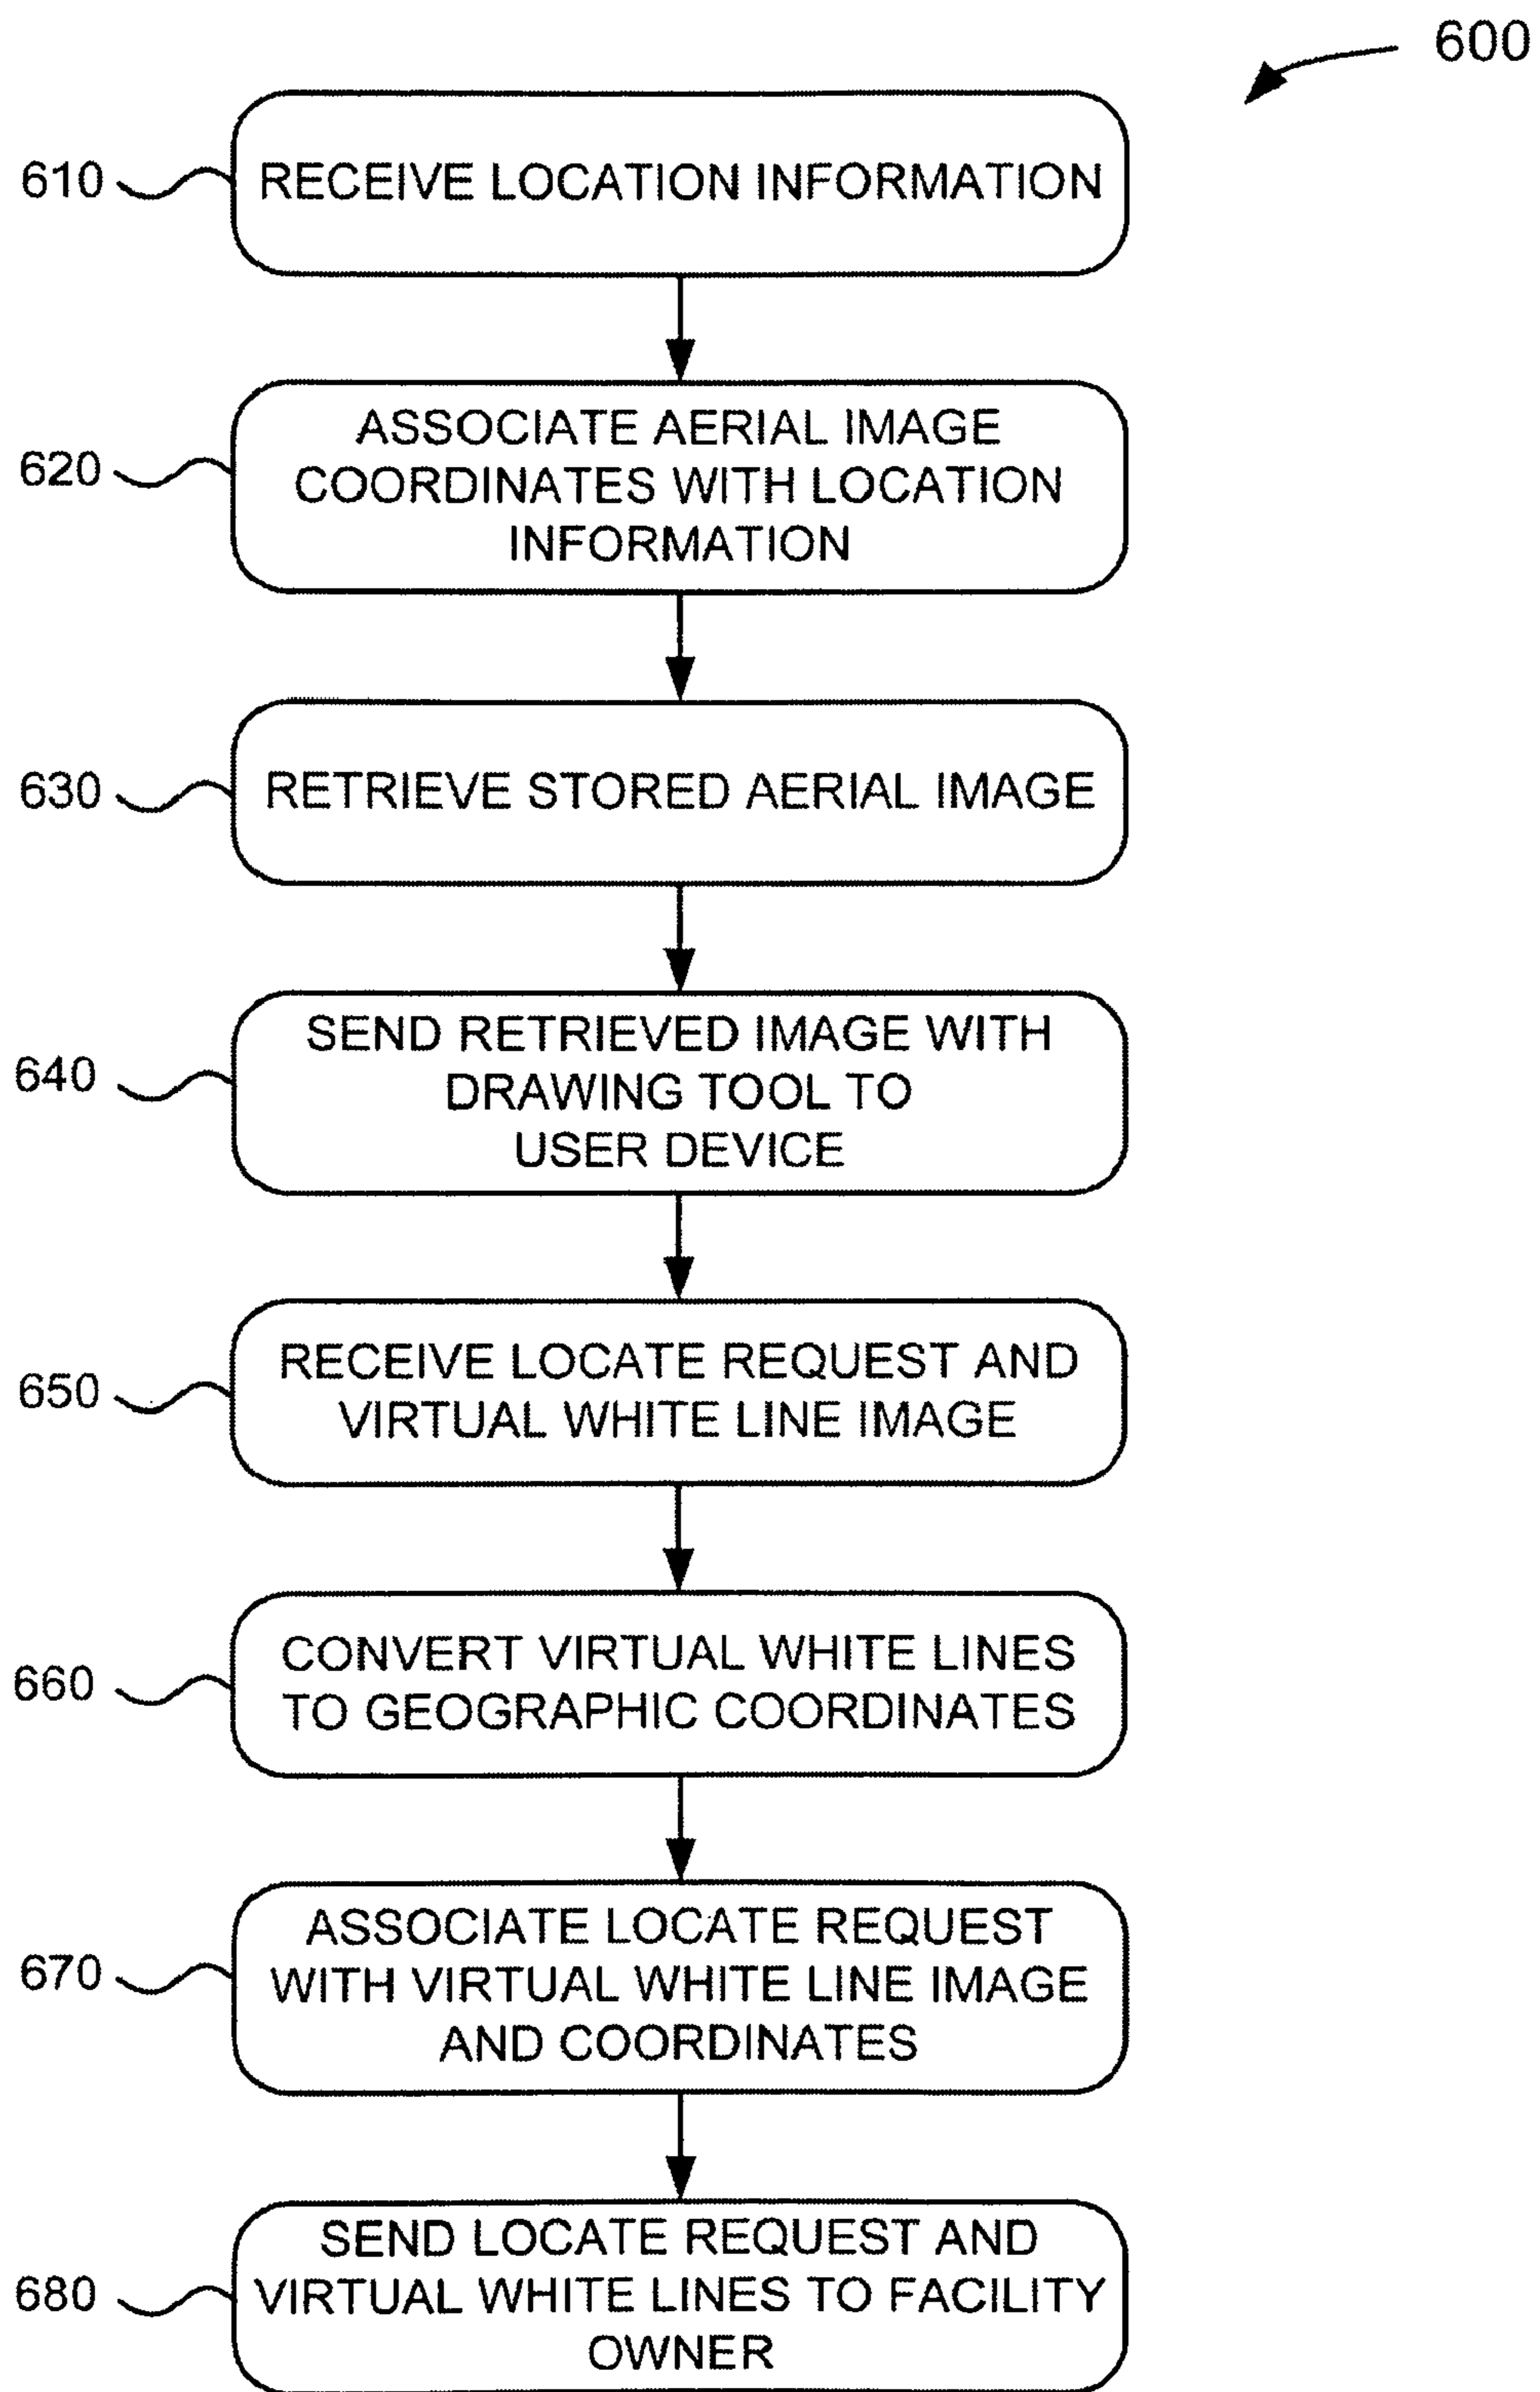 600
610
RECEIVE LOCATION INFORMATION
620
ASSOCIATE AERIAL IMAGE
COORDINATES WITH LOCATION
INFORMATION
630
RETRIEVE STORED AERIAL IMAGE
640
SEND RETRIEVED IMAGE WITH
DRAWING TOOL TO
USER DEVICE
650
RECEIVE LOCATE REQUEST AND
VIRTUAL WHITE LINE IMAGE
660
CONVERT VIRTUAL WHITE LINES
TO GEOGRAPHIC COORDINATES
670
ASSOCIATE LOCATE REQUEST
WITH VIRTUAL WHITE LINE IMAGE
AND COORDINATES
680
SEND LOCATE REQUEST AND
VIRTUAL WHITE LINES TO FACILITY
OWNER